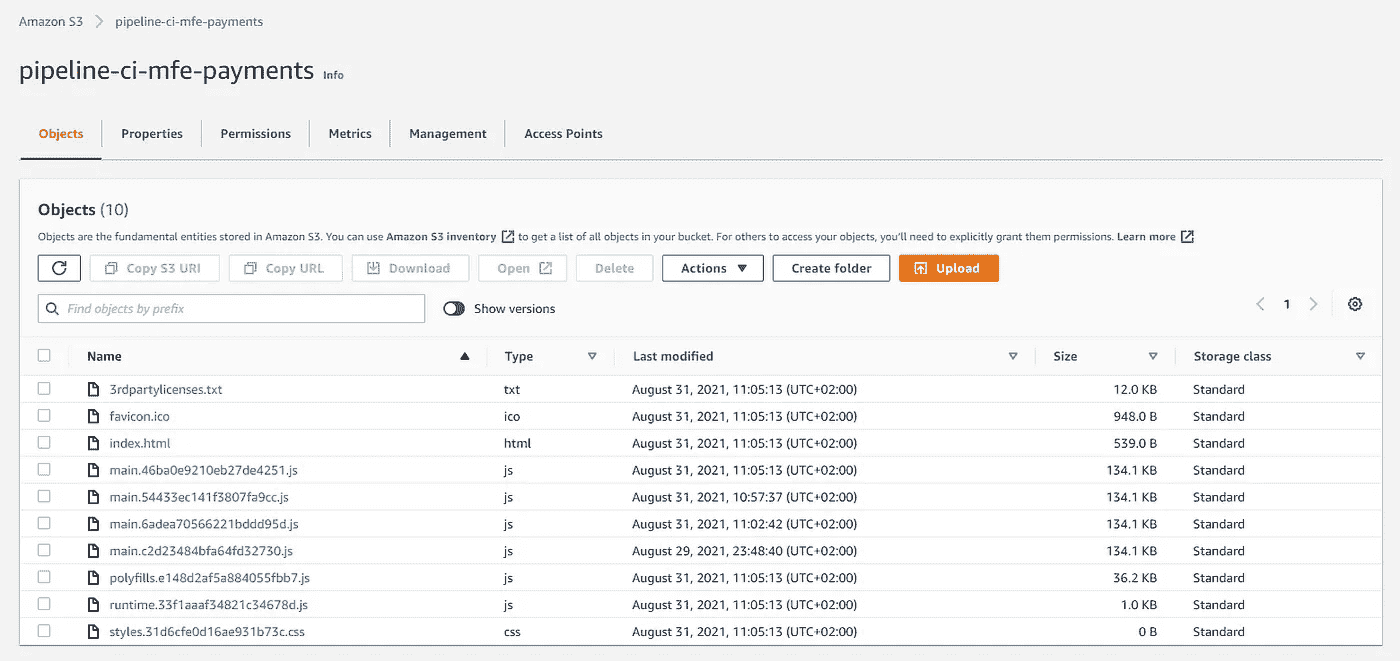 Amazon S3 > pipeline-ci-mfe-payments
pipeline-ci-mfe-payments Info
Objects Properties Permissions Metrics Management Access Points
Objects (10)
Objects are the fundamental entities stored in Amazon S3. You can use Amazon S3 inventory to get a list of all objects in your bucket. For others to access your objects, you'll need to explicitly grant them permissions. Learn more
Copy S3 URI Copy URL Download Open Delete Actions Create folder Upload
Find objects by prefix Show versions 1
Name Type Last modified Size Storage class
3rdpartylicenses.txt txt August 31, 2021, 11:05:13 (UTC+02:00) 12.0 KB Standard
favicon.ico ico August 31, 2021, 11:05:13 (UTC+02:00) 948.0 B Standard
index.html html August 31, 2021, 11:05:13 (UTC+02:00) 539.0 B Standard
main.46ba0e9210eb27de4251.js js August 31, 2021, 11:05:13 (UTC+02:00) 134.1 KB Standard
main.54433ec141f3807fa9cc.js js August 31, 2021, 10:57:37 (UTC+02:00) 134.1 KB Standard
main.6adea70566221bddd95d.js js August 31, 2021, 11:02:42 (UTC+02:00) 134.1 KB Standard
main.c2d23484bfa64fd32730.js js August 29, 2021, 23:48:40 (UTC+02:00) 134.1 KB Standard
polyfills.e148d2af5a884055fbb7.js js August 31, 2021, 11:05:13 (UTC+02:00) 36.2 KB Standard
runtime.33f1aaaf34821c34678d.js js August 31, 2021, 11:05:13 (UTC+02:00) 1.0 KB Standard
styles.31d6cfe0d16ae931b73c.css css August 31, 2021, 11:05:13 (UTC+02:00) 0 B Standard